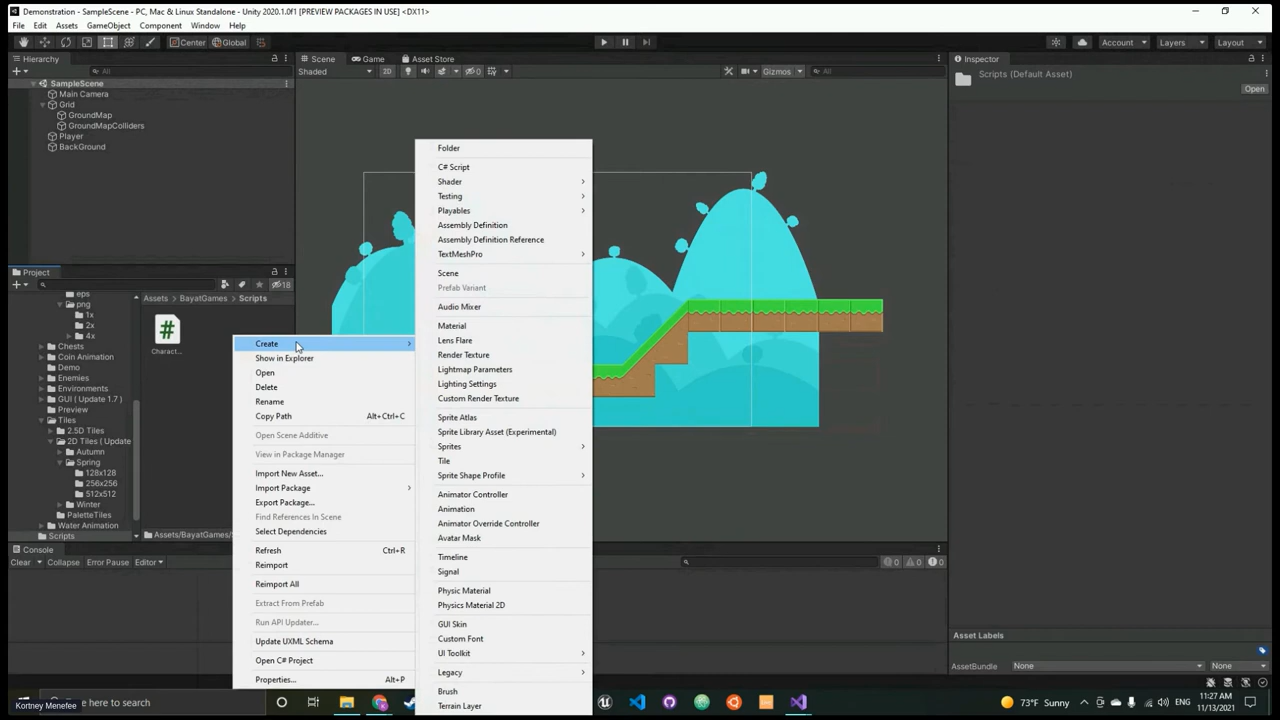 Demonstration - SampleScene - PC, Mac & Linux Standalone - Unity 2020.1.0f1 [PREVIEW PACKAGES IN USE] <DX11>
File Edit Assets GameObject Component Window Help
Center Global Account Layers Layout
Hierarchy Scene Game Asset Store Inspector
All Shaded 2D 0 Gizmos All Scripts (Default Asset)
Open
SampleScene
Main Camera
Grid
GroundMap
GroundMapColliders
Player
BackGround
Project
18
Assets > BayatGames > Scripts
eps
png
1x
2x
4x
Chests
Coin Animation
Demo
Enemies
Environments
GUI ( Update 1.7 )
Preview
Tiles
2.5D Tiles
2D Tiles ( Update
Autumn
Spring
128x128
256x256
512x512
Winter
PaletteTiles
Water Animation
Scripts
#
Charact...
Assets/BayatGames/S
Create
Show in Explorer
Open
Delete
Rename
Copy Path Alt+Ctrl+C
Open Scene Additive
View in Package Manager
Import New Asset...
Import Package
Export Package...
Find References In Scene
Select Dependencies
Refresh Ctrl+R
Reimport
Reimport All
Extract From Prefab
Run API Updater...
Update UXML Schema
Open C# Project
Properties... Alt+P
Folder
C# Script
Shader
Testing
Playables
Assembly Definition
Assembly Definition Reference
TextMeshPro
Scene
Prefab Variant
Audio Mixer
Material
Lens Flare
Render Texture
Lightmap Parameters
Lighting Settings
Custom Render Texture
Sprite Atlas
Sprite Library Asset (Experimental)
Sprites
Tile
Sprite Shape Profile
Animator Controller
Animation
Animator Override Controller
Avatar Mask
Timeline
Signal
Physic Material
Physics Material 2D
GUI Skin
Custom Font
UI Toolkit
Legacy
Brush
Terrain Layer
Console
Clear Collapse Error Pause Editor 0 0 0
Asset Labels
AssetBundle None None
here to search
Kortney Menefee
73°F Sunny ENG 11:27 AM
11/13/2021